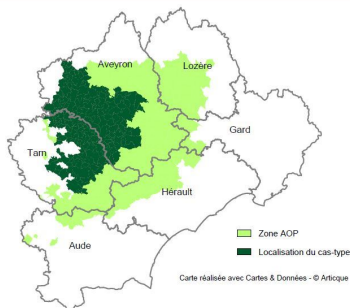 Aveyron
Lozère
Gard
Tarn
Hérault
Aude
Zone AOP
Localisation du cas-type
Carte réalisée avec Cartes & Données - © Articque